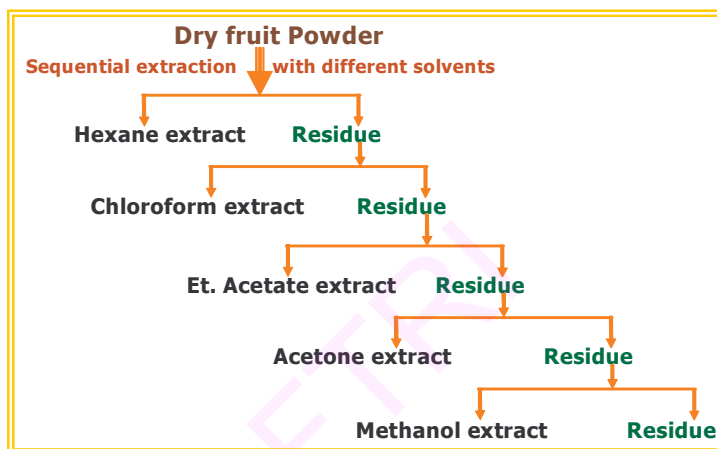 Dry fruit Powder
Sequential extraction with different solvents
Hexane extract Residue
Chloroform extract Residue
Et. Acetate extract Residue
Acetone extract Residue
Methanol extract Residue
ETRI